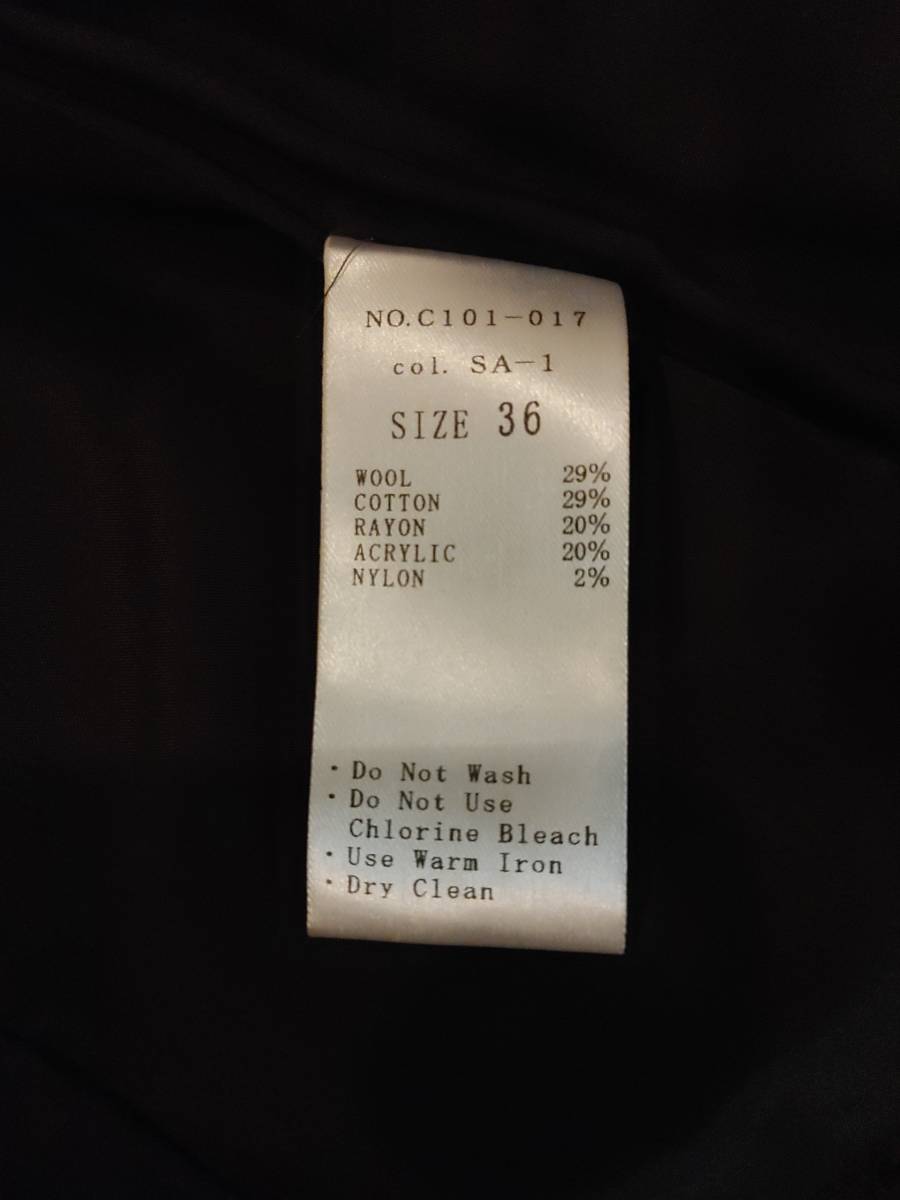 NO.C101-017
col. SA-1
SIZE 36
WOOL 29%
COTTON 29%
RAYON 20%
ACRYLIC 20%
NYLON 2%
・Do Not Wash
・Do Not Use
Chlorine Bleach
・Use Warm Iron
・Dry Clean